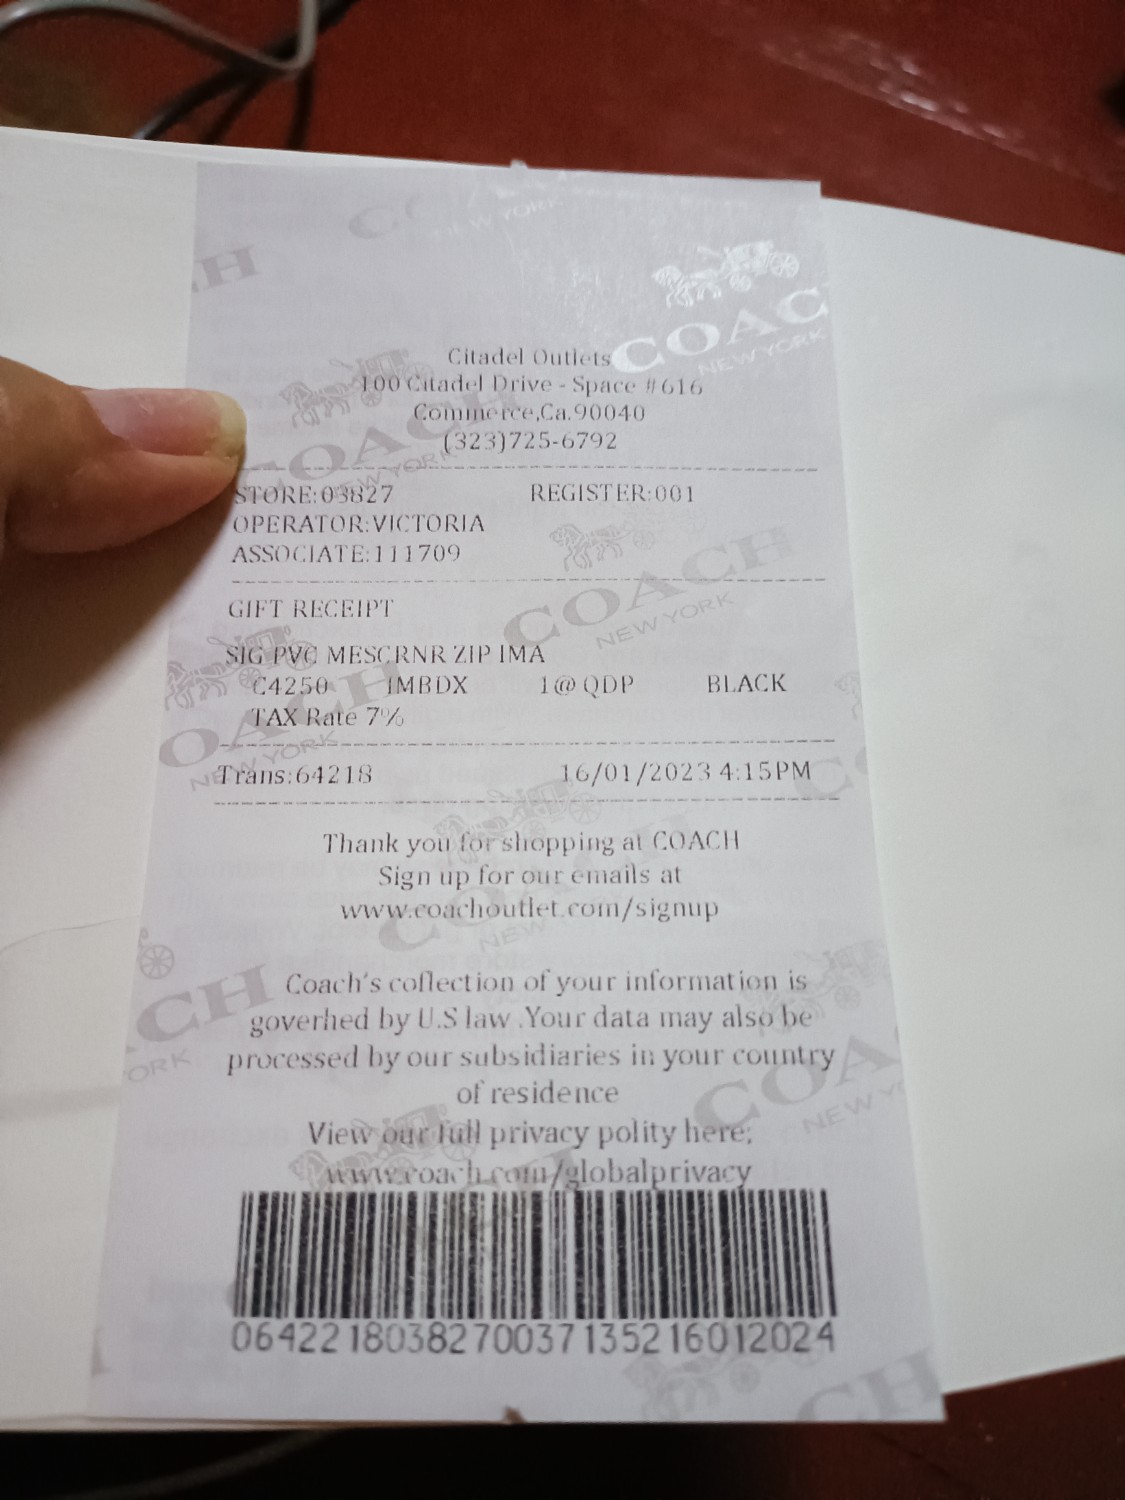 Citadel Outlets
100 Citadel Drive - Space #616
Commerce,Ca.90040
(323)725-6792
STORE:03827 REGISTER:001
OPERATOR:VICTORIA
ASSOCIATE:111709
GIFT RECEIPT
SIG PVC MESCRNR ZIP IMA
C4250 IMBDX 1@QDP BLACK
TAX Rate 7%
Trans:64218 16/01/2023 4:15PM
Thank you for shopping at COACH
Sign up for our emails at
www.coachoutlet.com/signup
Coach's coflection of your information is
goverhed by U.S law .Your data may also be
processed by our subsidiaries in your country
of residence
View our full privacy polity here;
www.coach.com/globalprivacy
0642218038270037135216012024
COACH
NEW YORK